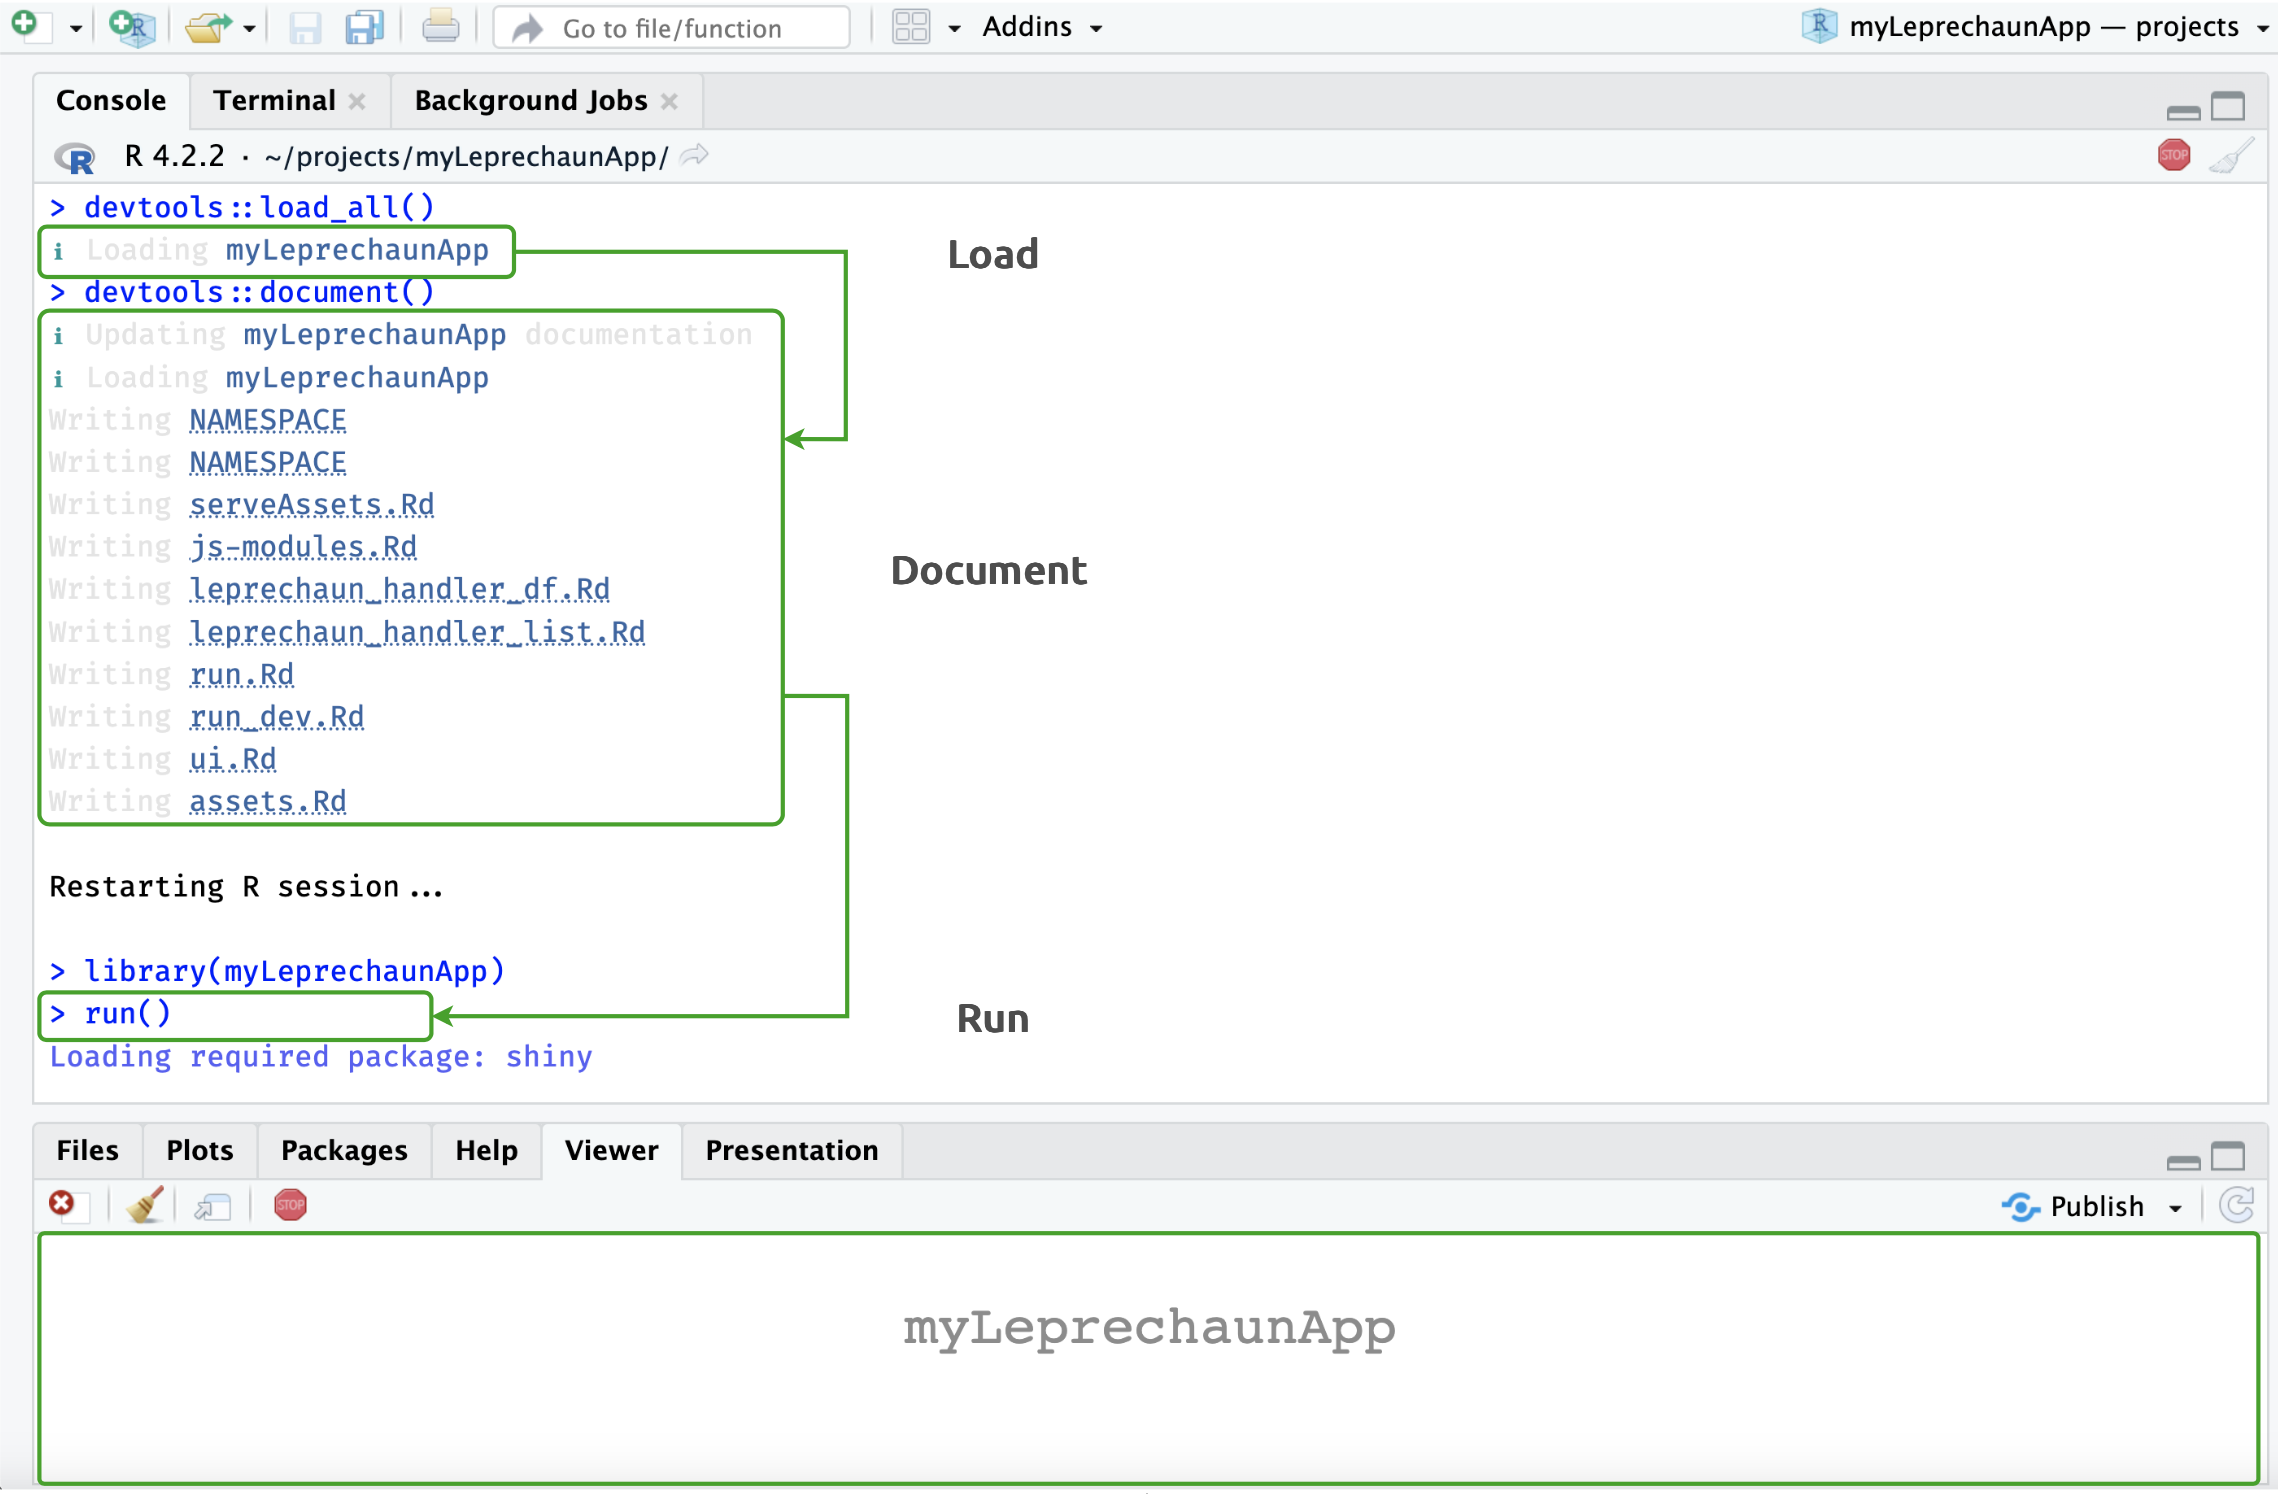 Go to file/function Addins myLeprechaunApp — projects
Console Terminal Background Jobs
R 4.2.2 · ~/projects/myLeprechaunApp/
STOP
> devtools::load_all()
ℹ Loading myLeprechaunApp
Load
> devtools::document()
ℹ Updating myLeprechaunApp documentation
ℹ Loading myLeprechaunApp
Writing NAMESPACE
Writing NAMESPACE
Writing serveAssets.Rd
Writing js-modules.Rd
Document
Writing leprechaun_handler_df.Rd
Writing leprechaun_handler_list.Rd
Writing run.Rd
Writing run_dev.Rd
Writing ui.Rd
Writing assets.Rd
Restarting R session...
> library(myLeprechaunApp)
> run()
Run
Loading required package: shiny
Files Plots Packages Help Viewer Presentation
STOP Publish
myLeprechaunApp